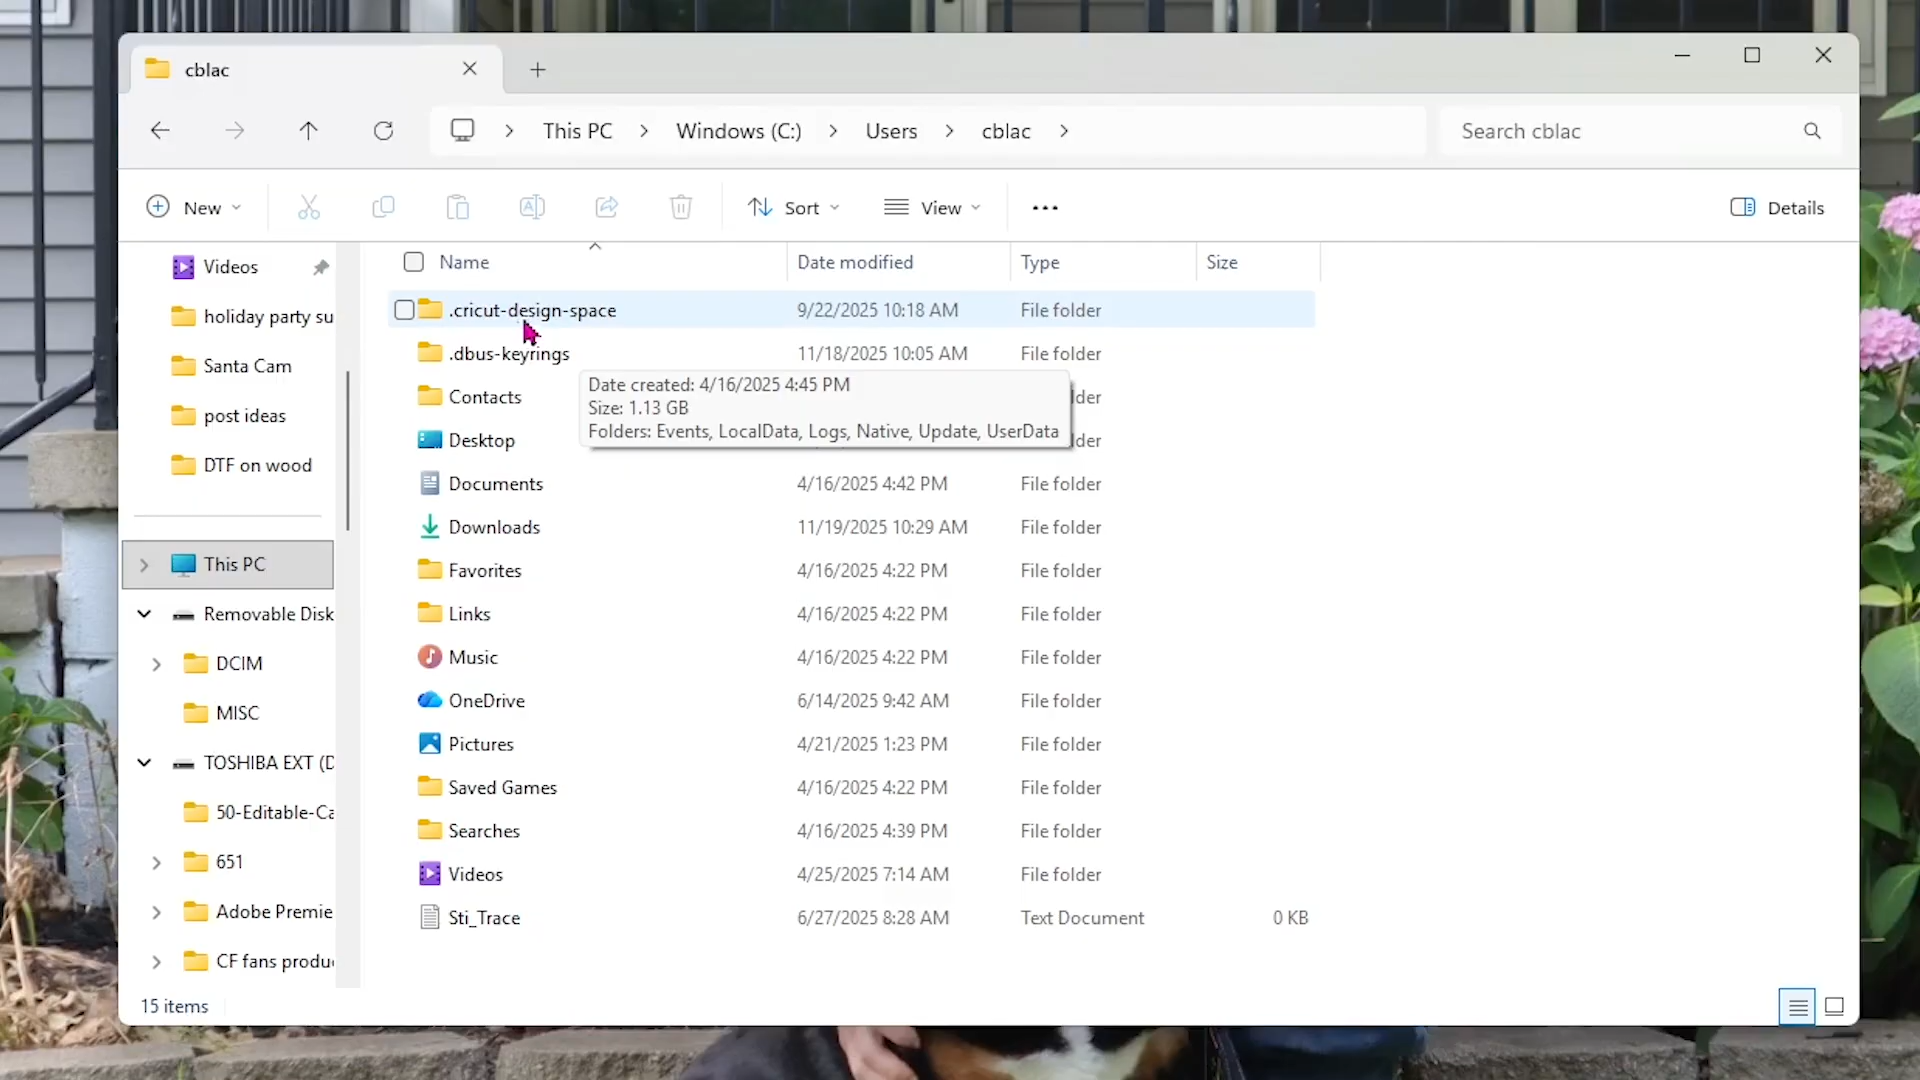 cblac
This PC
Windows (C:)
Users
cblac
Search cblac
New
Sort
View
Details
Videos
holiday party su
Santa Cam
post ideas
DTF on wood
This PC
Removable Disk
DCIM
MISC
TOSHIBA EXT (D
50-Editable-Ca
651
Adobe Premie
CF fans produ
Name Date modified Type Size
.cricut-design-space 9/22/2025 10:18 AM File folder
.dbus-keyrings 11/18/2025 10:05 AM File folder
Contacts lder
Desktop lder
Date created: 4/16/2025 4:45 PM
Size: 1.13 GB
Folders: Events, LocalData, Logs, Native, Update, UserData
Documents 4/16/2025 4:42 PM File folder
Downloads 11/19/2025 10:29 AM File folder
Favorites 4/16/2025 4:22 PM File folder
Links 4/16/2025 4:22 PM File folder
Music 4/16/2025 4:22 PM File folder
OneDrive 6/14/2025 9:42 AM File folder
Pictures 4/21/2025 1:23 PM File folder
Saved Games 4/16/2025 4:22 PM File folder
Searches 4/16/2025 4:39 PM File folder
Videos 4/25/2025 7:14 AM File folder
Sti_Trace 6/27/2025 8:28 AM Text Document 0 KB
15 items